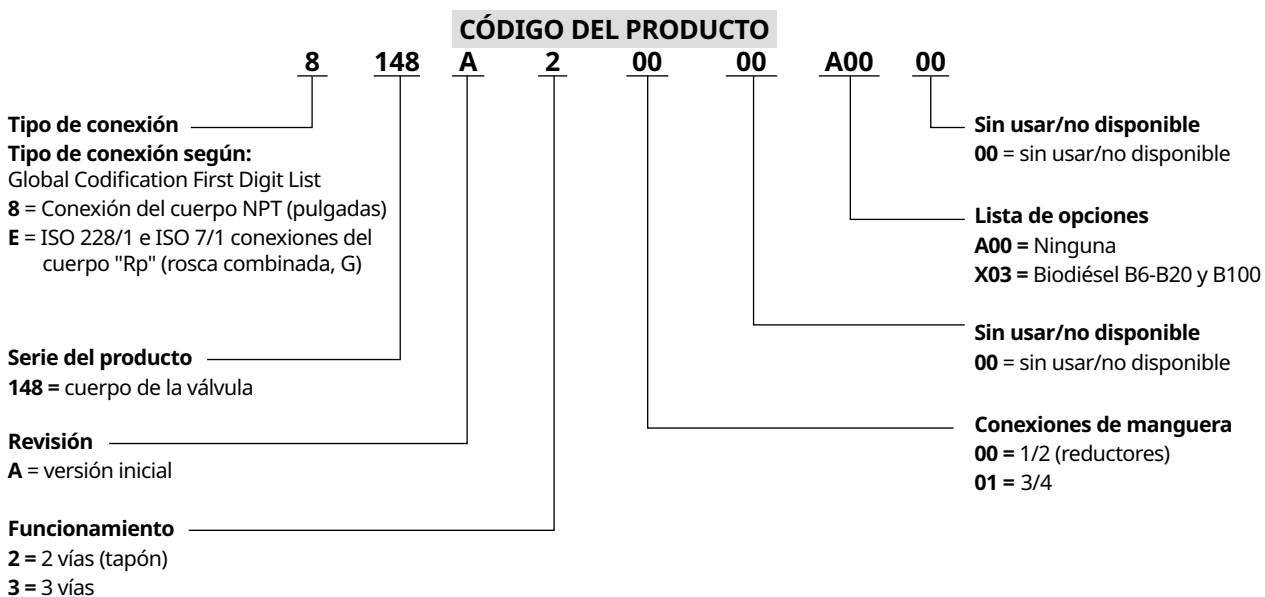 CÓDIGO DEL PRODUCTO
8 148 A 2 00 00 A00 00
Tipo de conexión
Tipo de conexión según:
Global Codification First Digit List
8 = Conexión del cuerpo NPT (pulgadas)
E = ISO 228/1 e ISO 7/1 conexiones del
cuerpo "Rp" (rosca combinada, G)
Serie del producto
148 = cuerpo de la válvula
Revisión
A = versión inicial
Funcionamiento
2 = 2 vías (tapón)
3 = 3 vías
Sin usar/no disponible
00 = sin usar/no disponible
Lista de opciones
A00 = Ninguna
X03 = Biodiésel B6-B20 y B100
Sin usar/no disponible
00 = sin usar/no disponible
Conexiones de manguera
00 = 1/2 (reductores)
01 = 3/4